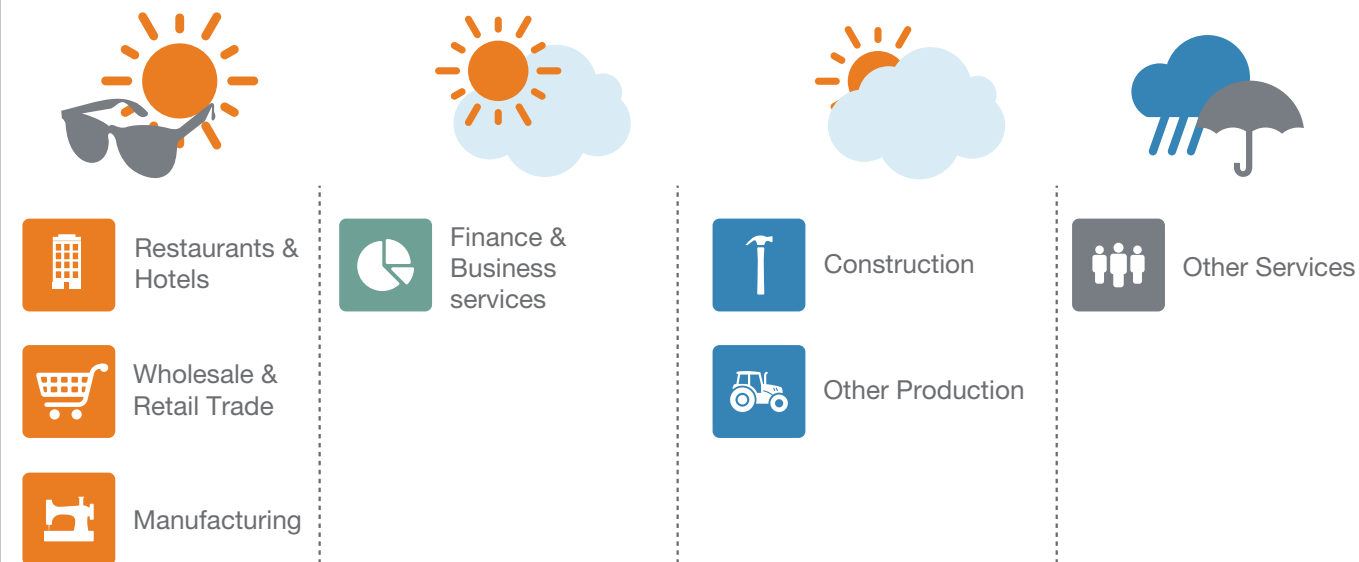 Restaurants &
Hotels
Wholesale &
Retail Trade
Manufacturing
Finance &
Business
services
Construction
Other Production
Other Services